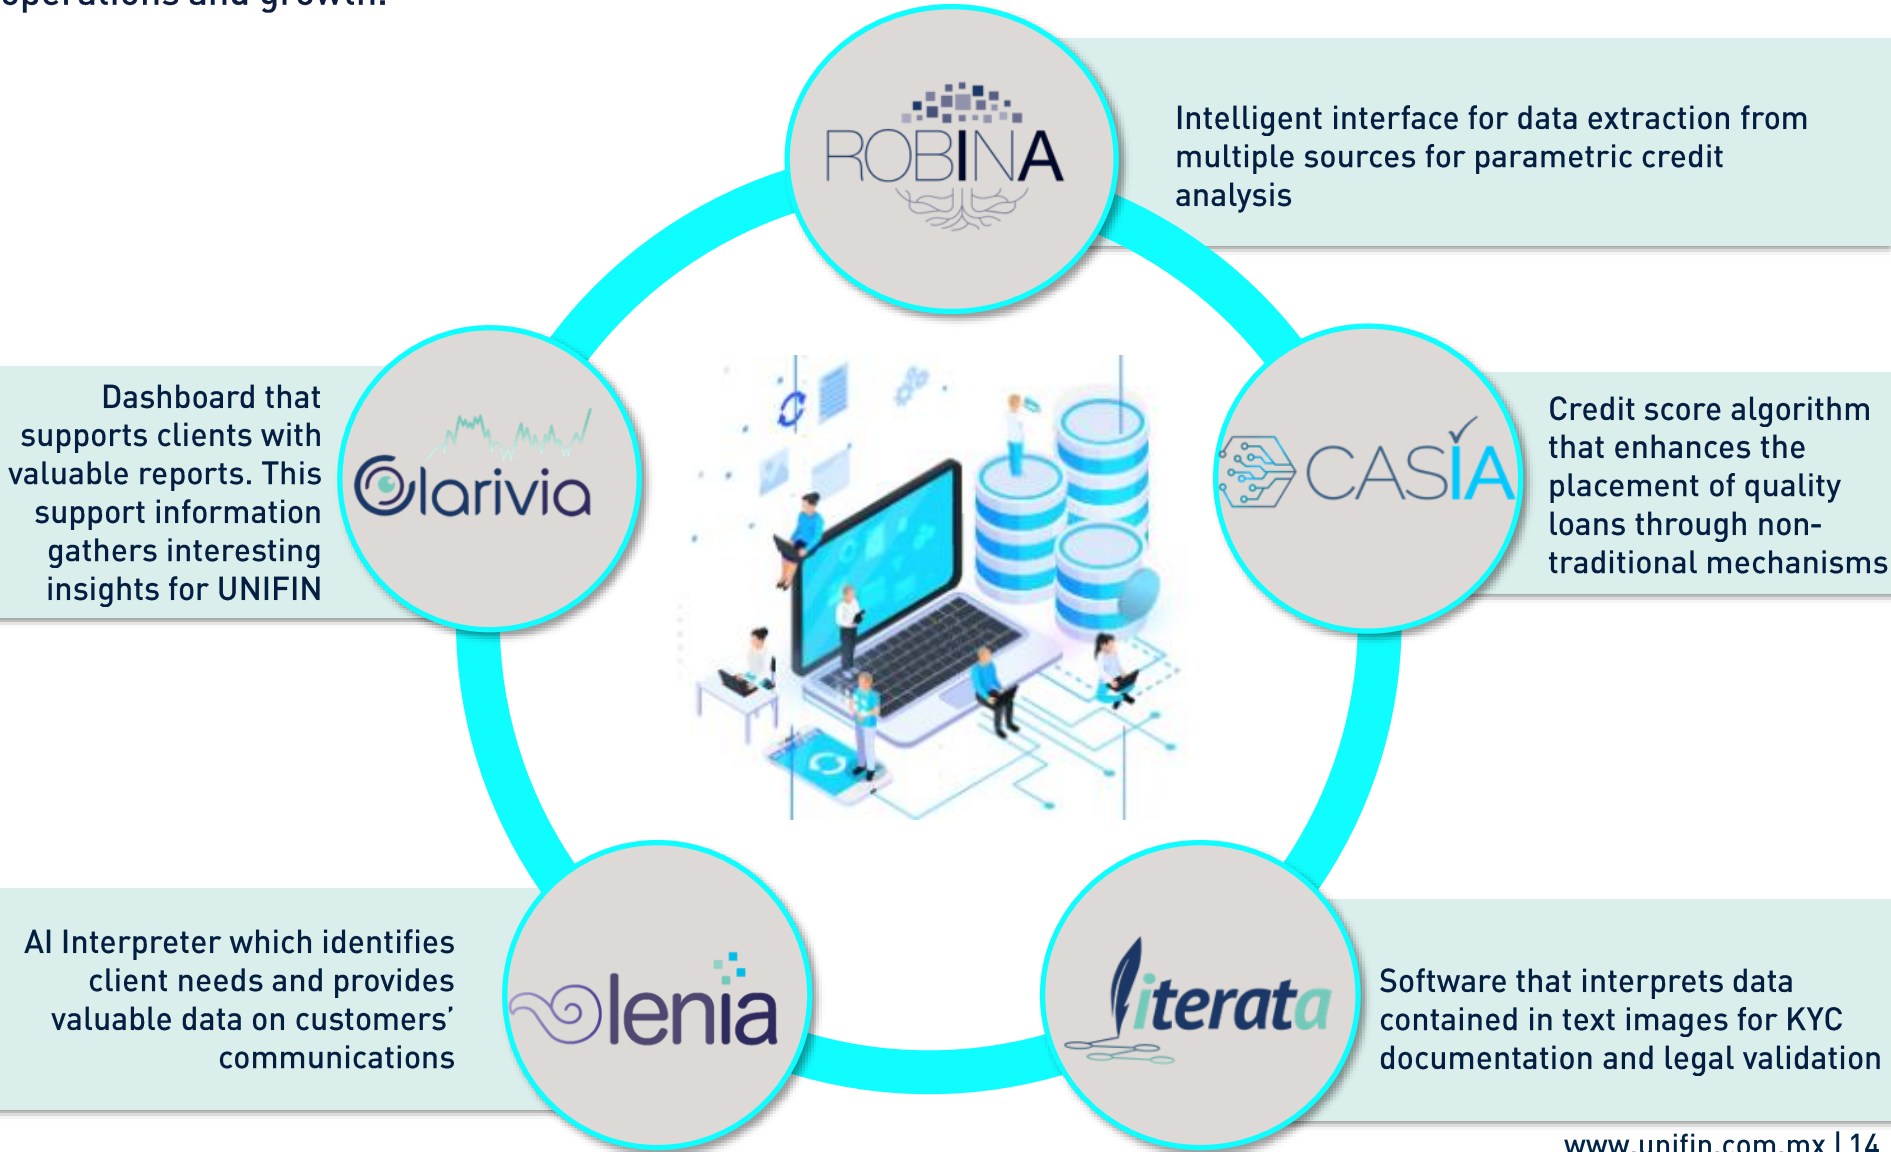 operations and growth.
ROBINA
Intelligent interface for data extraction from
multiple sources for parametric credit
analysis
Clarivia
Dashboard that
supports clients with
valuable reports. This
support information
gathers interesting
insights for UNIFIN
CASIA
Credit score algorithm
that enhances the
placement of quality
loans through non-
traditional mechanisms
lenia
AI Interpreter which identifies
client needs and provides
valuable data on customers’
communications
literata
Software that interprets data
contained in text images for KYC
documentation and legal validation
www.unifin.com.mx | 14